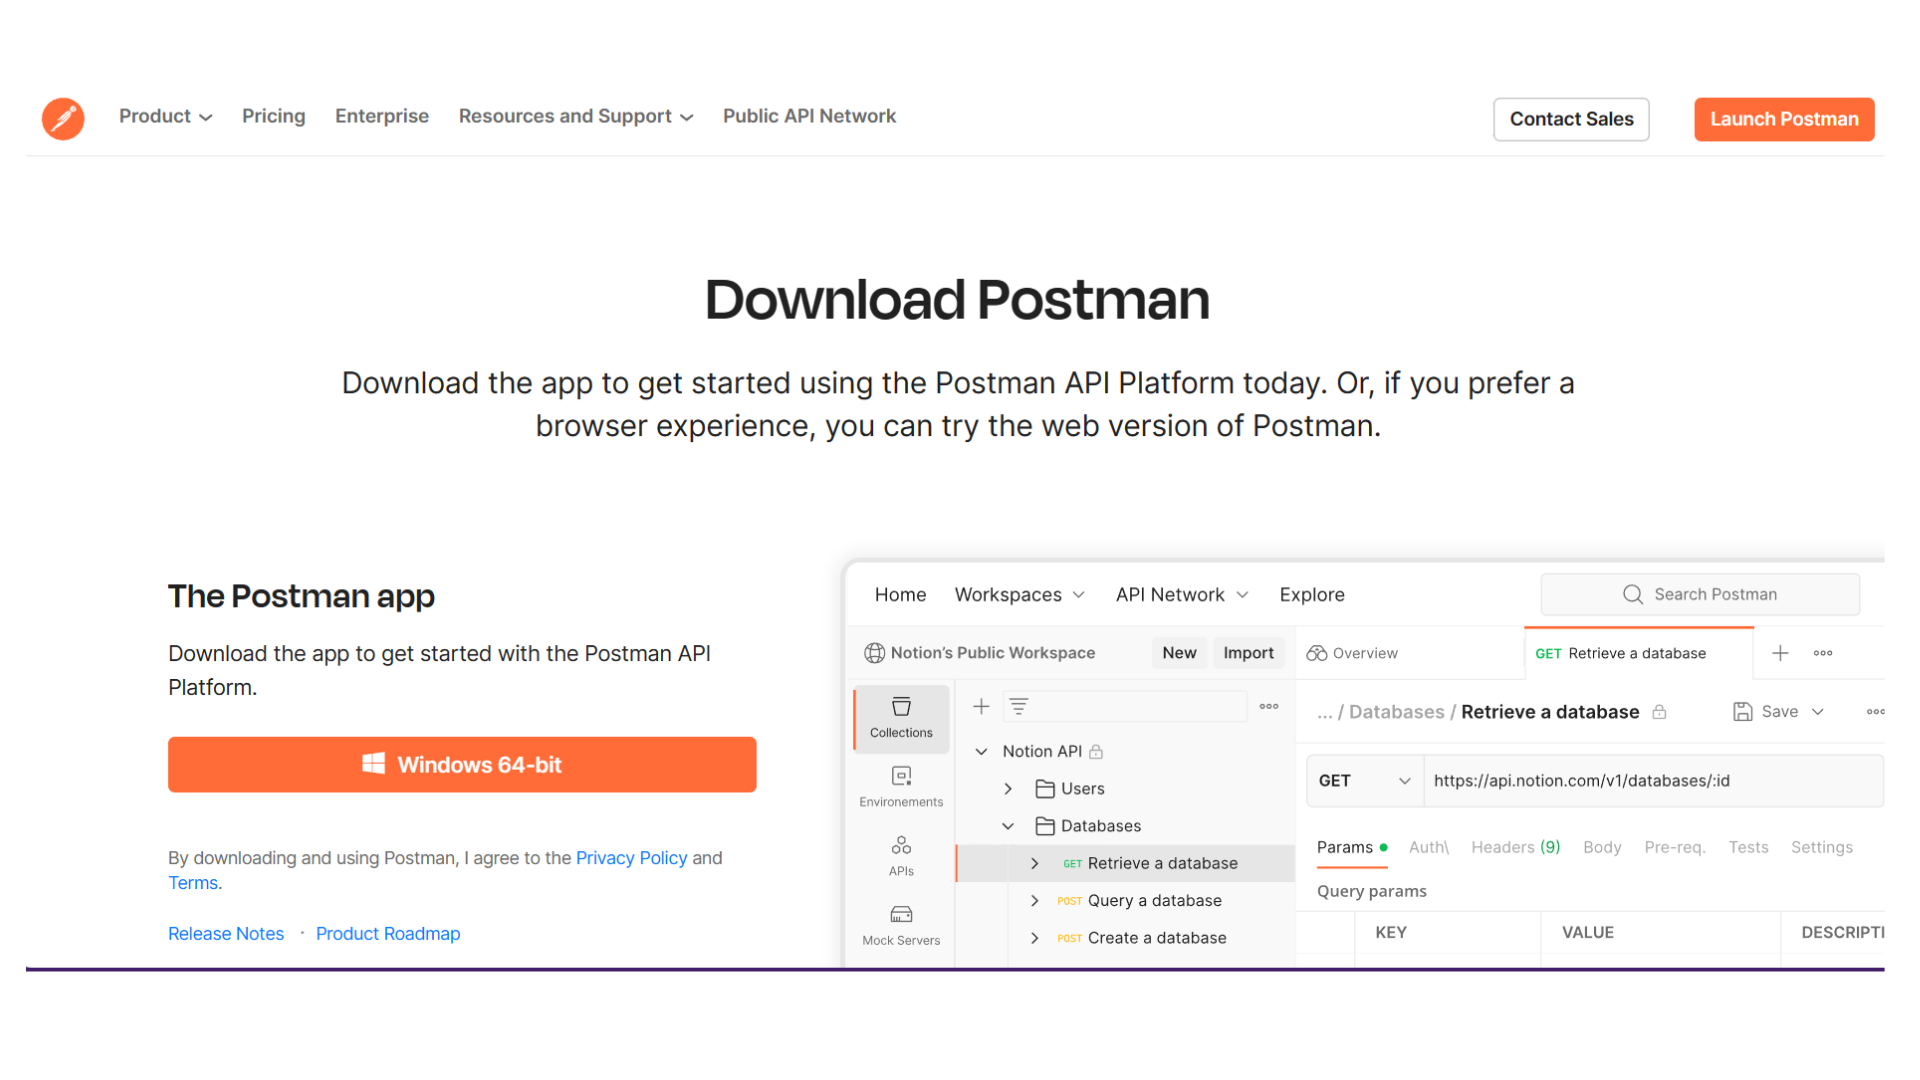 Product
Pricing
Enterprise
Resources and Support
Public API Network
Contact Sales
Launch Postman
Download Postman
Download the app to get started using the Postman API Platform today. Or, if you prefer a
browser experience, you can try the web version of Postman.
The Postman app
Download the app to get started with the Postman API
Platform.
Windows 64-bit
By downloading and using Postman, I agree to the Privacy Policy and
Terms.
Release Notes · Product Roadmap
Home
Workspaces
API Network
Explore
Search Postman
Notion's Public Workspace
New
Import
Overview
GET Retrieve a database
Collections
Environements
APIs
Mock Servers
Notion API
Users
Databases
GET Retrieve a database
POST Query a database
POST Create a database
... / Databases / Retrieve a database
Save
GET
https://api.notion.com/v1/databases/:id
Params
Auth\
Headers (9)
Body
Pre-req.
Tests
Settings
Query params
KEY
VALUE
DESCRIPTI